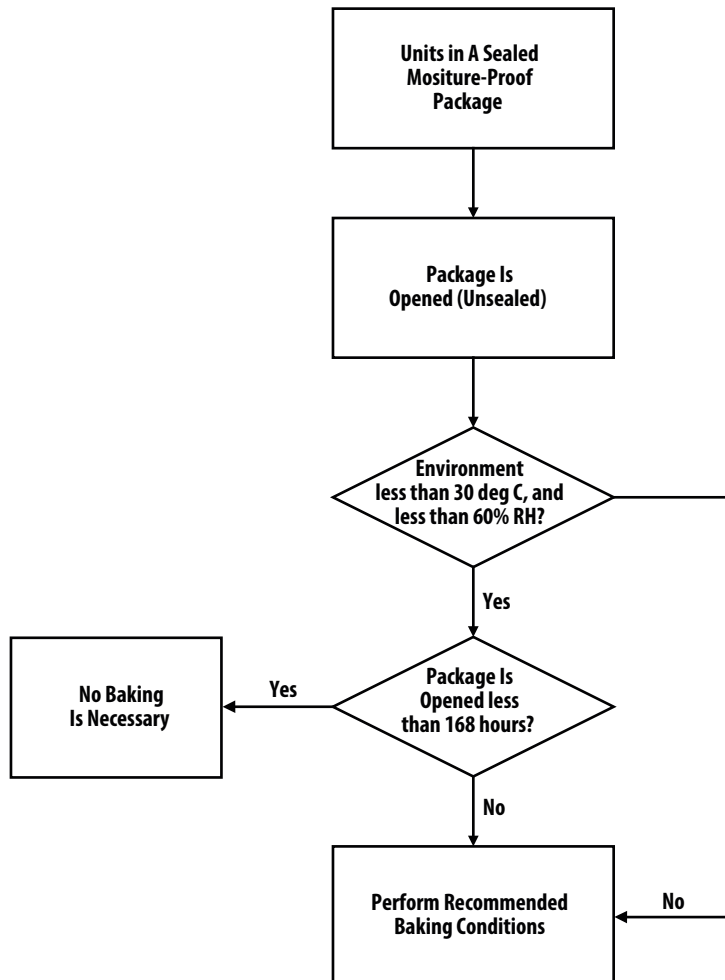 Units in A Sealed
Mositure-Proof
Package
Package Is
Opened (Unsealed)
Environment
less than 30 deg C, and
less than 60% RH?
Yes
Package Is
Opened less
than 168 hours?
Yes
No Baking
Is Necessary
No
Perform Recommended
Baking Conditions
No